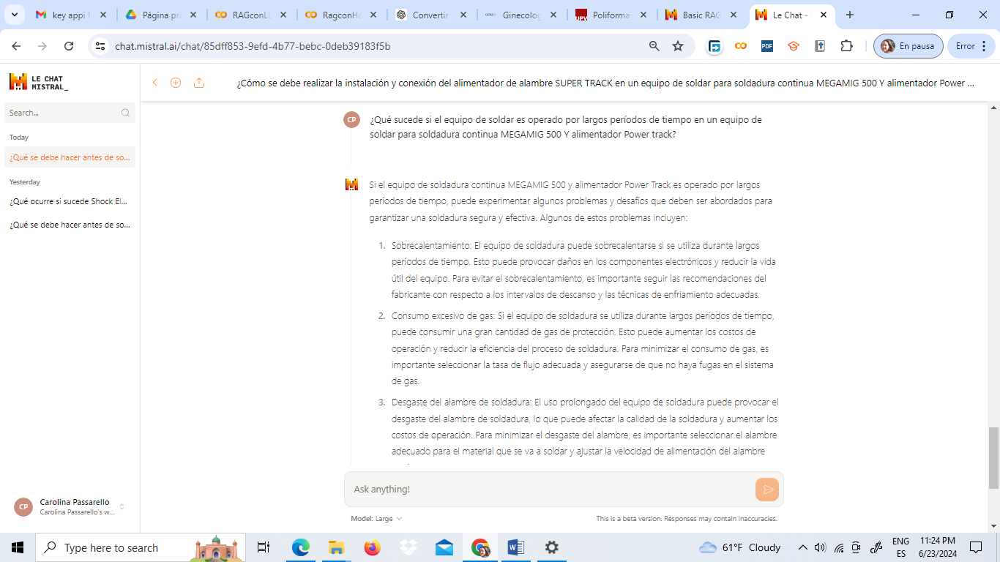 key appi M
Página pri
RAGconLL
RagconHa
Convertir
Ginecolog
UPV
Poliforma
Basic RAG
Le Chat -
chat.mistral.ai/chat/85dff853-9efd-4b77-bebc-0deb39183f5b
PDF
En pausa
Error
LE CHAT
MISTRAL_
Search...
Today
¿Qué se debe hacer antes de so...
Yesterday
¿Qué ocurre si sucede Shock El...
¿Qué se debe hacer antes de so...
CP
Carolina Passarello
Carolina Passarello's w...
¿Cómo se debe realizar la instalación y conexión del alimentador de alambre SUPER TRACK en un equipo de soldar para soldadura continua MEGAMIG 500 Y alimentador Power ...
CP
¿Qué sucede si el equipo de soldar es operado por largos períodos de tiempo en un equipo de
soldar para soldadura continua MEGAMIG 500 Y alimentador Power track?
Si el equipo de soldadura continua MEGAMIG 500 y alimentador Power Track es operado por largos
períodos de tiempo, puede experimentar algunos problemas y desafíos que deben ser abordados para
garantizar una soldadura segura y efectiva. Algunos de estos problemas incluyen:
1. Sobrecalentamiento: El equipo de soldadura puede sobrecalentarse si se utiliza durante largos
períodos de tiempo. Esto puede provocar daños en los componentes electrónicos y reducir la vida
útil del equipo. Para evitar el sobrecalentamiento, es importante seguir las recomendaciones del
fabricante con respecto a los intervalos de descanso y las técnicas de enfriamiento adecuadas.
2. Consumo excesivo de gas: Si el equipo de soldadura se utiliza durante largos períodos de tiempo,
puede consumir una gran cantidad de gas de protección. Esto puede aumentar los costos de
operación y reducir la eficiencia del proceso de soldadura. Para minimizar el consumo de gas, es
importante seleccionar la tasa de flujo adecuada y asegurarse de que no haya fugas en el sistema
de gas.
3. Desgaste del alambre de soldadura: El uso prolongado del equipo de soldadura puede provocar el
desgaste del alambre de soldadura, lo que puede afectar la calidad de la soldadura y aumentar los
costos de operación. Para minimizar el desgaste del alambre, es importante seleccionar el alambre
adecuado para el material que se va a soldar y ajustar la velocidad de alimentación del alambre
Ask anything!
Model: Large
This is a beta version. Responses may contain inaccuracies.
Type here to search
61°F Cloudy
ENG
ES
11:24 PM
6/23/2024